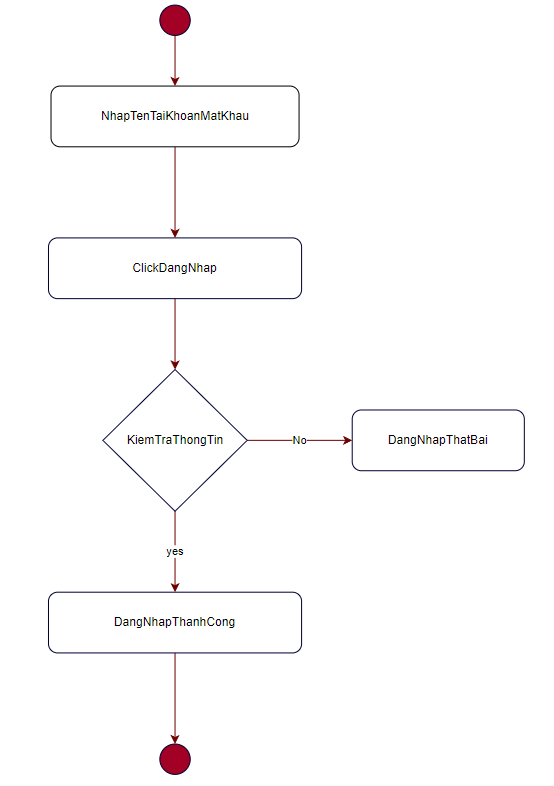 NhapTenTaiKhoanMatKhau
ClickDangNhap
KiemTraThongTin
No
DangNhapThatBai
yes
DangNhapThanhCong